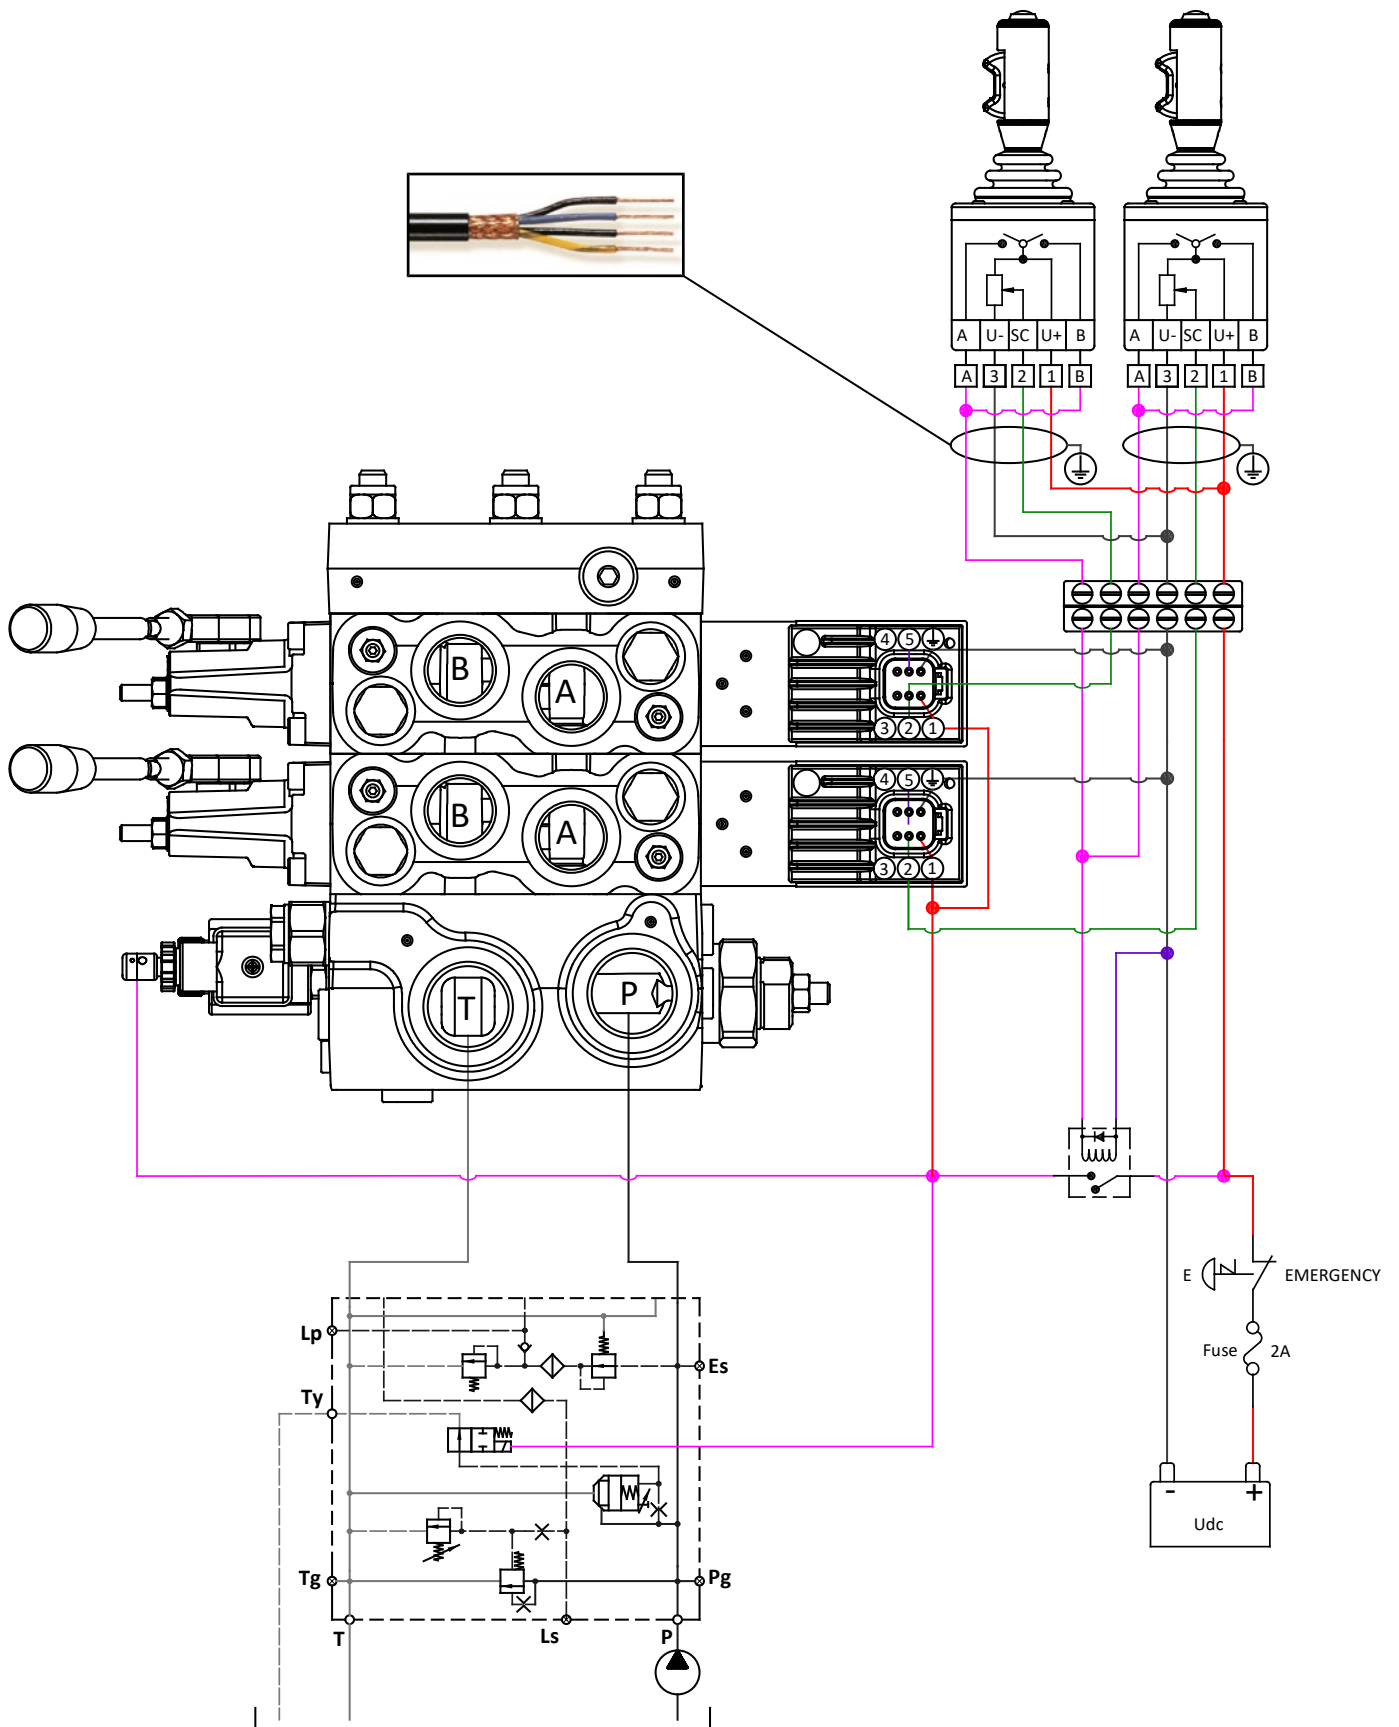 A U- SC U+ B A U- SC U+ B
A 3 2 1 B A 3 2 1 B
4 5
B A
3 2 1
4 5
B A
3 2 1
T P
E EMERGENCY
Lp
Fuse 2A
Es
Ty
- +
Udc
Tg Pg
T Ls P